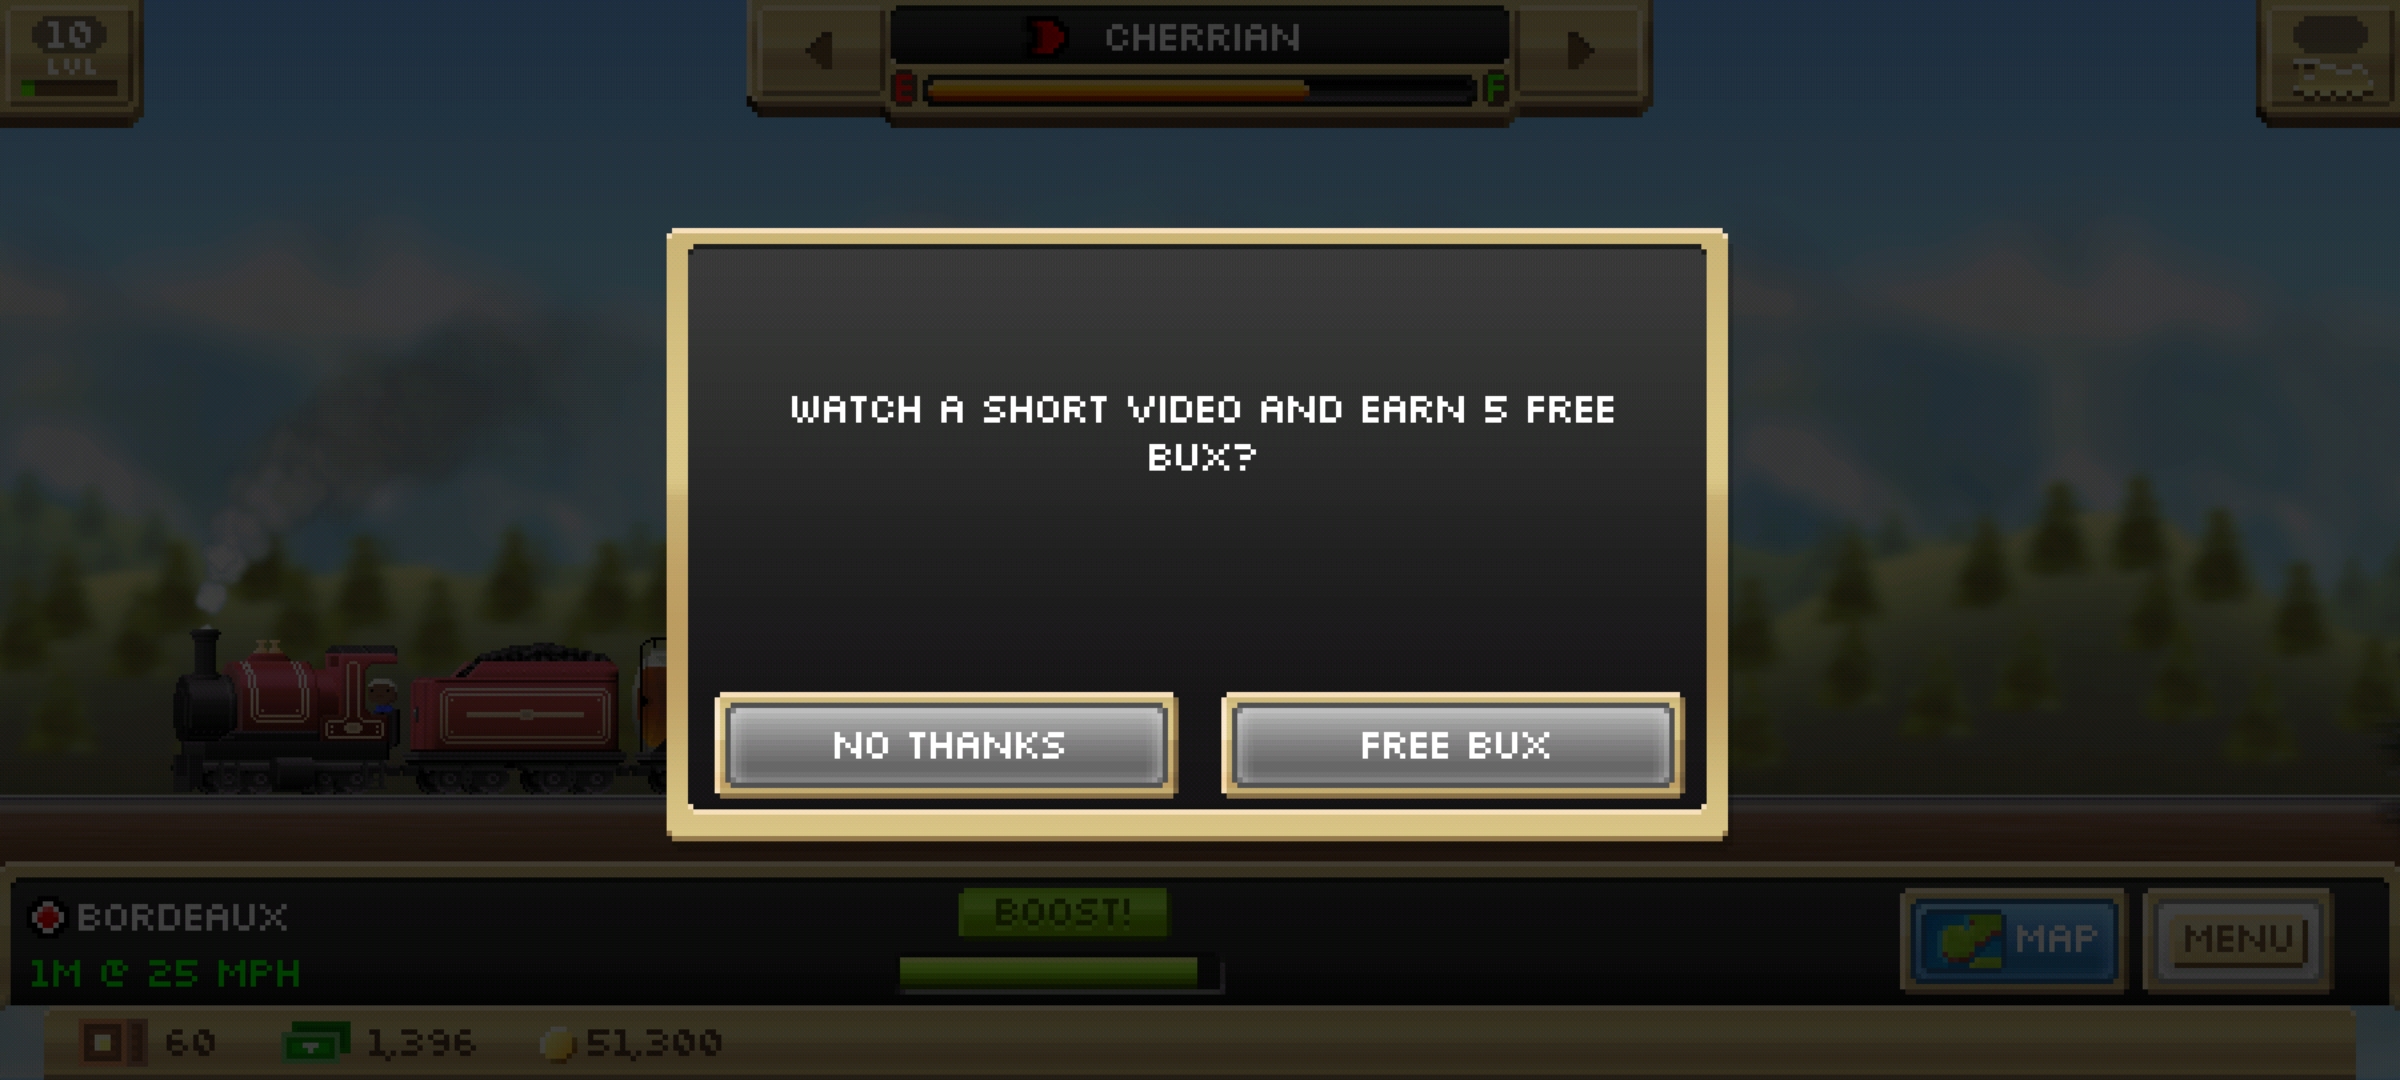 10
LVL
CHERRIAN
E F
WATCH A SHORT VIDEO AND EARN 5 FREE
BUX?
NO THANKS
FREE BUX
BORDEAUX
1M @ 25 MPH
BOOST!
MAP
MENU
60
1,396
51,300